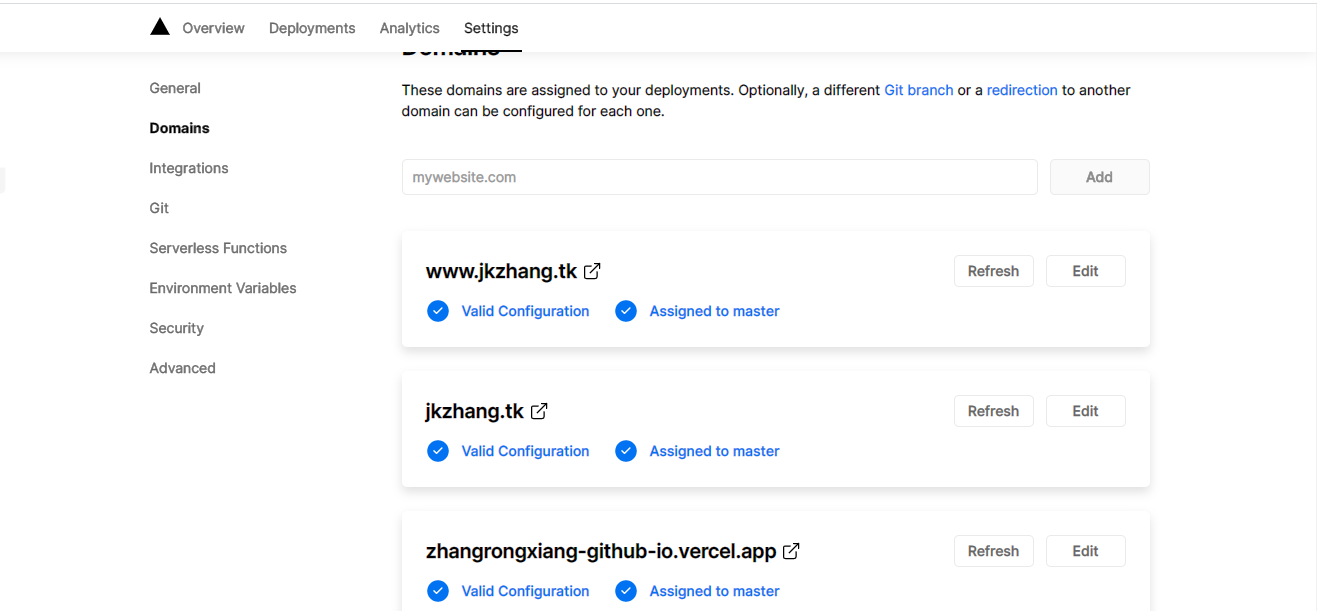 Overview Deployments Analytics Settings
Domains
General
Domains
Integrations
Git
Serverless Functions
Environment Variables
Security
Advanced
These domains are assigned to your deployments. Optionally, a different Git branch or a redirection to another
domain can be configured for each one.
mywebsite.com Add
www.jkzhang.tk Refresh Edit
Valid Configuration Assigned to master
jkzhang.tk Refresh Edit
Valid Configuration Assigned to master
zhangrongxiang-github-io.vercel.app Refresh Edit
Valid Configuration Assigned to master